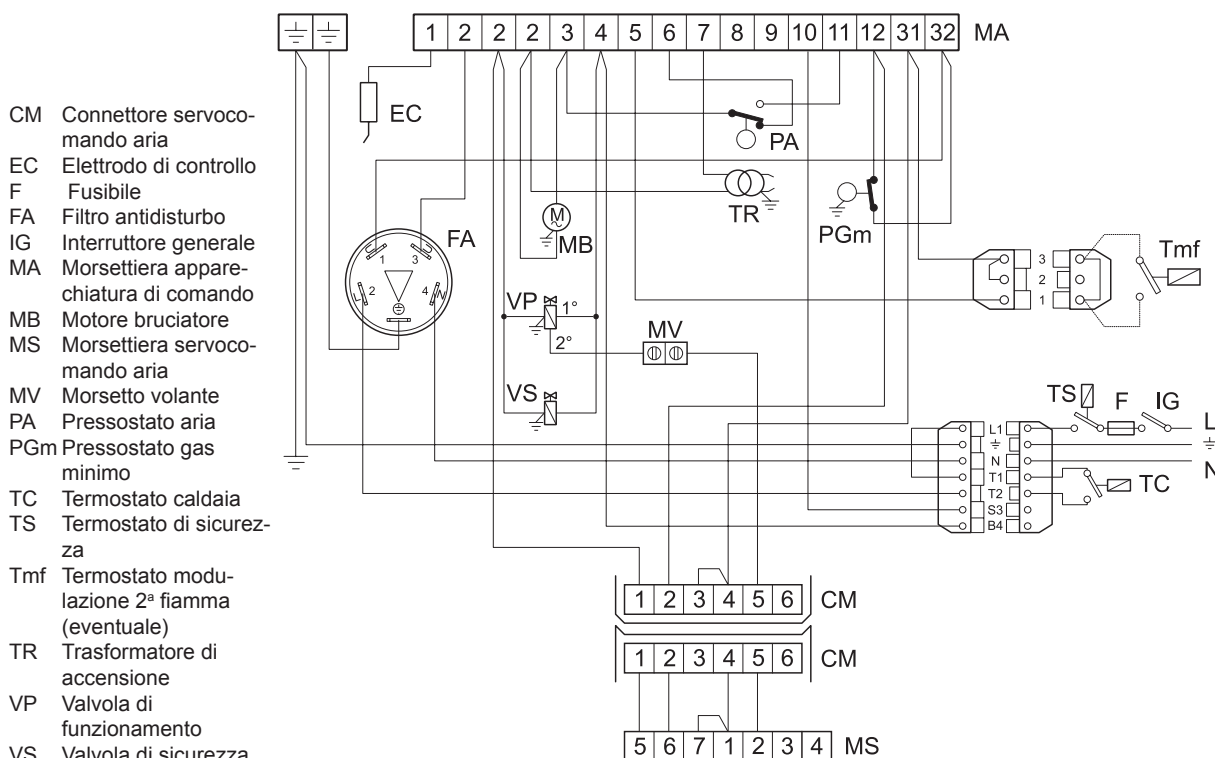 1 2 2 2 3 4 5 6 7 8 9 10 11 12 31 32 MA
EC
PA
TR
PGm
MB
M
FA
1 3
L 2 4 N
VP 1°
2°
VS
MV
3
2
1
Tmf
TS F IG
L
N
TC
L1
N
T1
T2
S3
B4
1 2 3 4 5 6 CM
1 2 3 4 5 6 CM
5 6 7 1 2 3 4 MS
CM Connettore servoco-
mando aria
EC Elettrodo di controllo
F Fusibile
FA Filtro antidisturbo
IG Interruttore generale
MA Morsettiera appare-
chiatura di comando
MB Motore bruciatore
MS Morsettiera servoco-
mando aria
MV Morsetto volante
PA Pressostato aria
PGm Pressostato gas
minimo
TC Termostato caldaia
TS Termostato di sicurez-
za
Tmf Termostato modu-
lazione 2ª fiamma
(eventuale)
TR Trasformatore di
accensione
VP Valvola di
funzionamento
VS Valvola di sicurezza